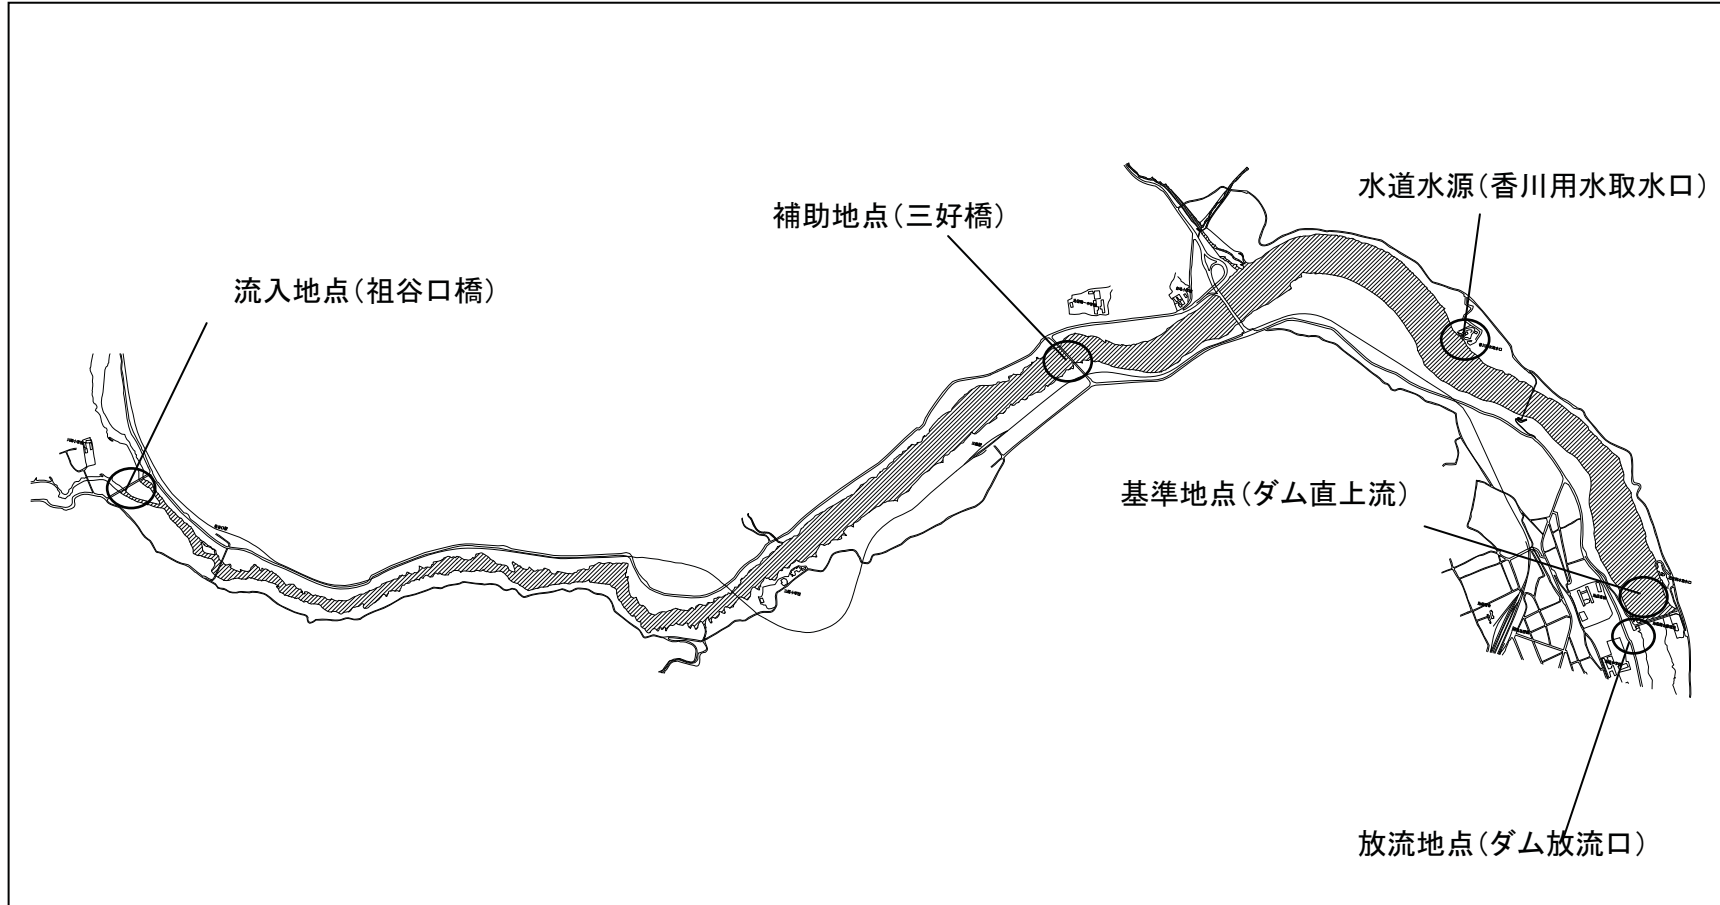 水道水源（香川用水取水口）
補助地点（三好橋）
流入地点（祖谷口橋）
基準地点（ダム直上流）
放流地点（ダム放流口）